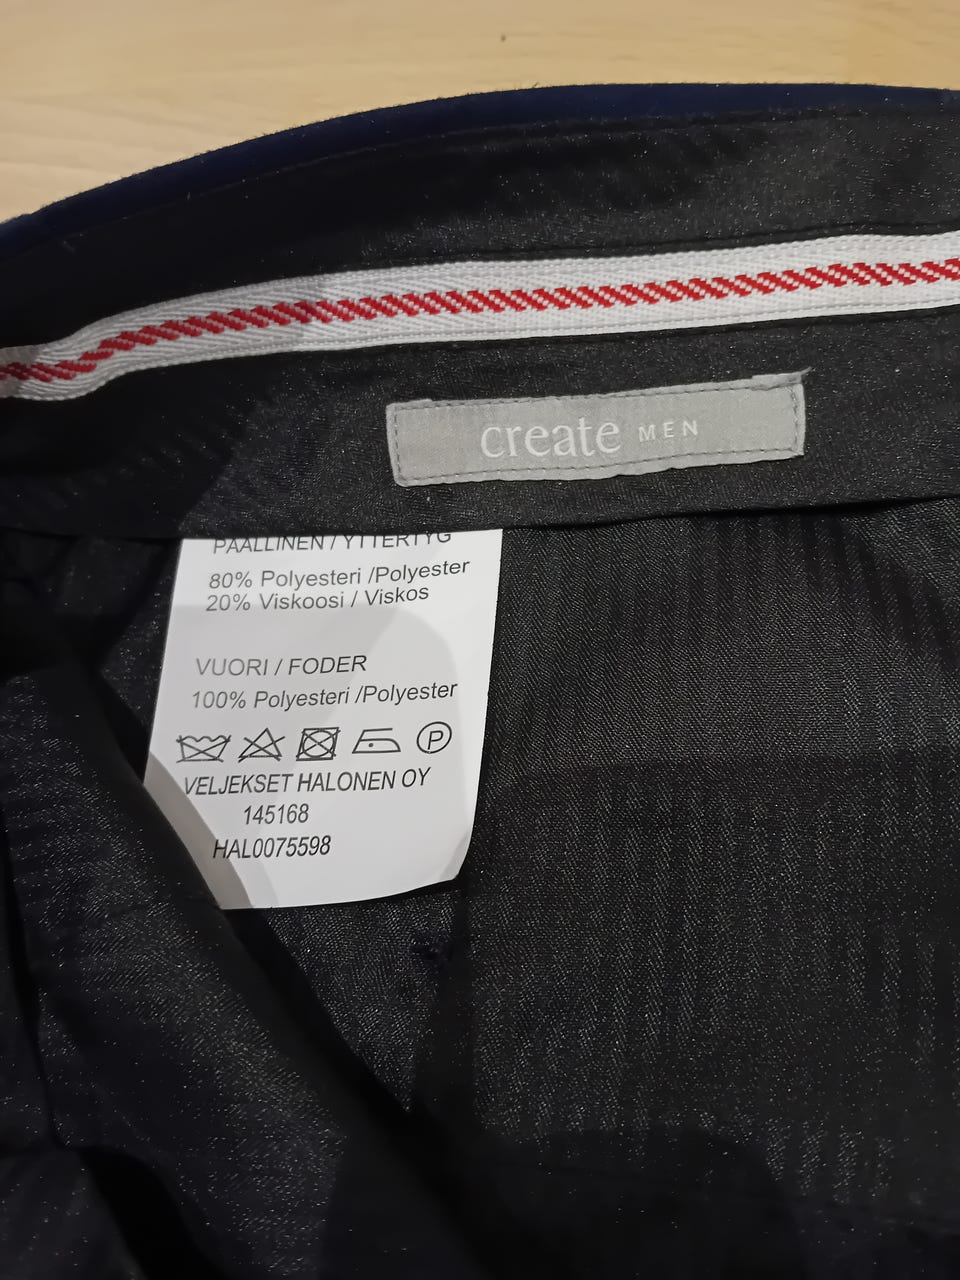 create MEN
PÄÄLLINEN / YTTERTYG
80% Polyesteri /Polyester
20% Viskoosi / Viskos
VUORI / FODER
100% Polyesteri /Polyester
P
VELJEKSET HALONEN OY
145168
HAL0075598